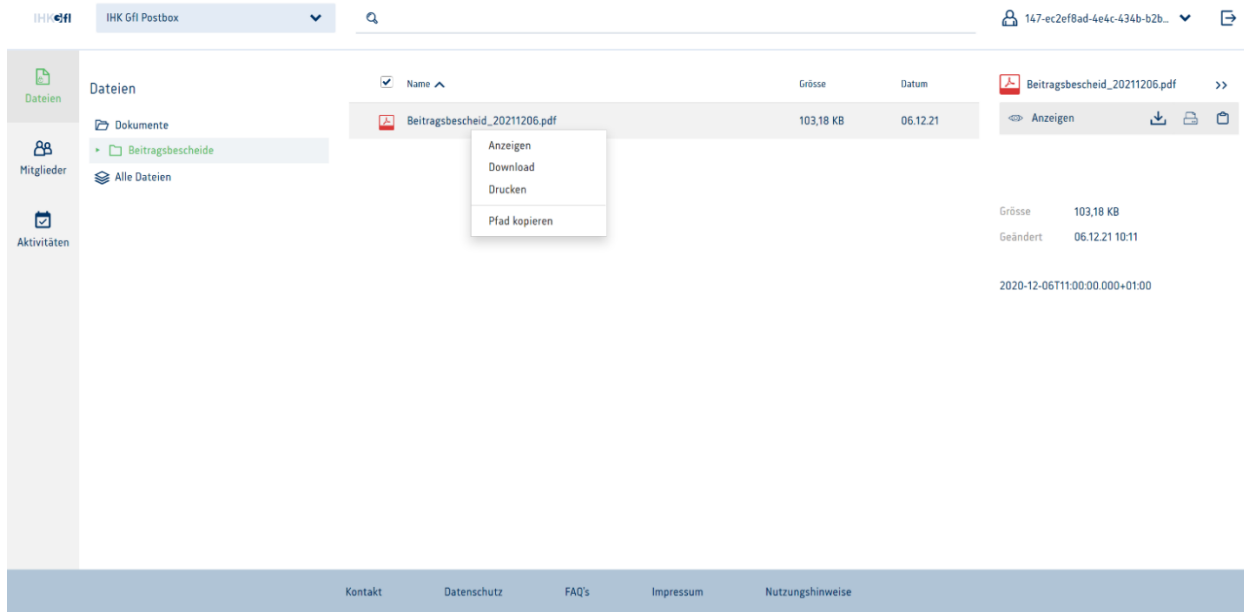 IHK GfI
IHK GfI Postbox
147-ec2ef8ad-4e4c-434b-b2b...
Dateien
Mitglieder
Aktivitäten
Dateien
Dokumente
Beitragsbescheide
Alle Dateien
Name
Grösse
Datum
Beitragsbescheid_20211206.pdf
103,18 KB
06.12.21
Anzeigen
Download
Drucken
Pfad kopieren
Beitragsbescheid_20211206.pdf
>>
Anzeigen
Grösse 103,18 KB
Geändert 06.12.21 10:11
2020-12-06T11:00:00.000+01:00
Kontakt Datenschutz FAQ's Impressum Nutzungshinweise